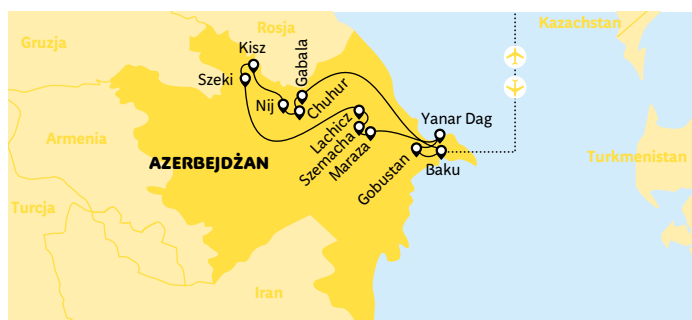 Gruzja
Rosja
Kazachstan
Kisz
Gabala
Szeki
Nij
Chuhur
Lachicz
Szemacha
Maraza
Yanar Dag
Armenia
AZERBEJDŻAN
Gobustan
Baku
Turkmenistan
Turcja
Iran